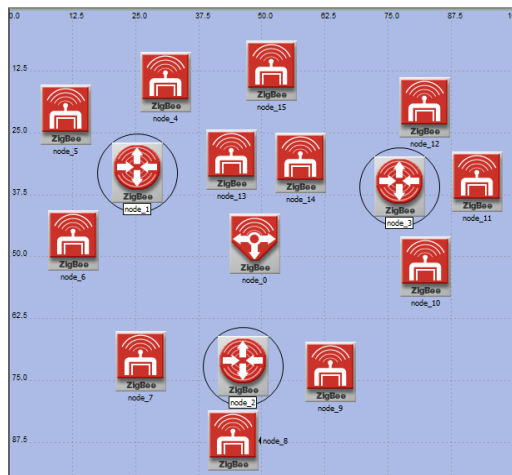 0.0 12.5 25.0 37.5 50.0 62.5 75.0 87.5
12.5
ZigBee
node_15
ZigBee
node_4
ZigBee
node_5
ZigBee
node_12
25.0
ZigBee
node_1
ZigBee
node_13
ZigBee
node_14
ZigBee
node_3
ZigBee
node_11
37.5
ZigBee
node_6
ZigBee
node_0
ZigBee
node_10
50.0
62.5
ZigBee
node_7
ZigBee
node_2
ZigBee
node_9
75.0
node_8
ZigBee
87.5